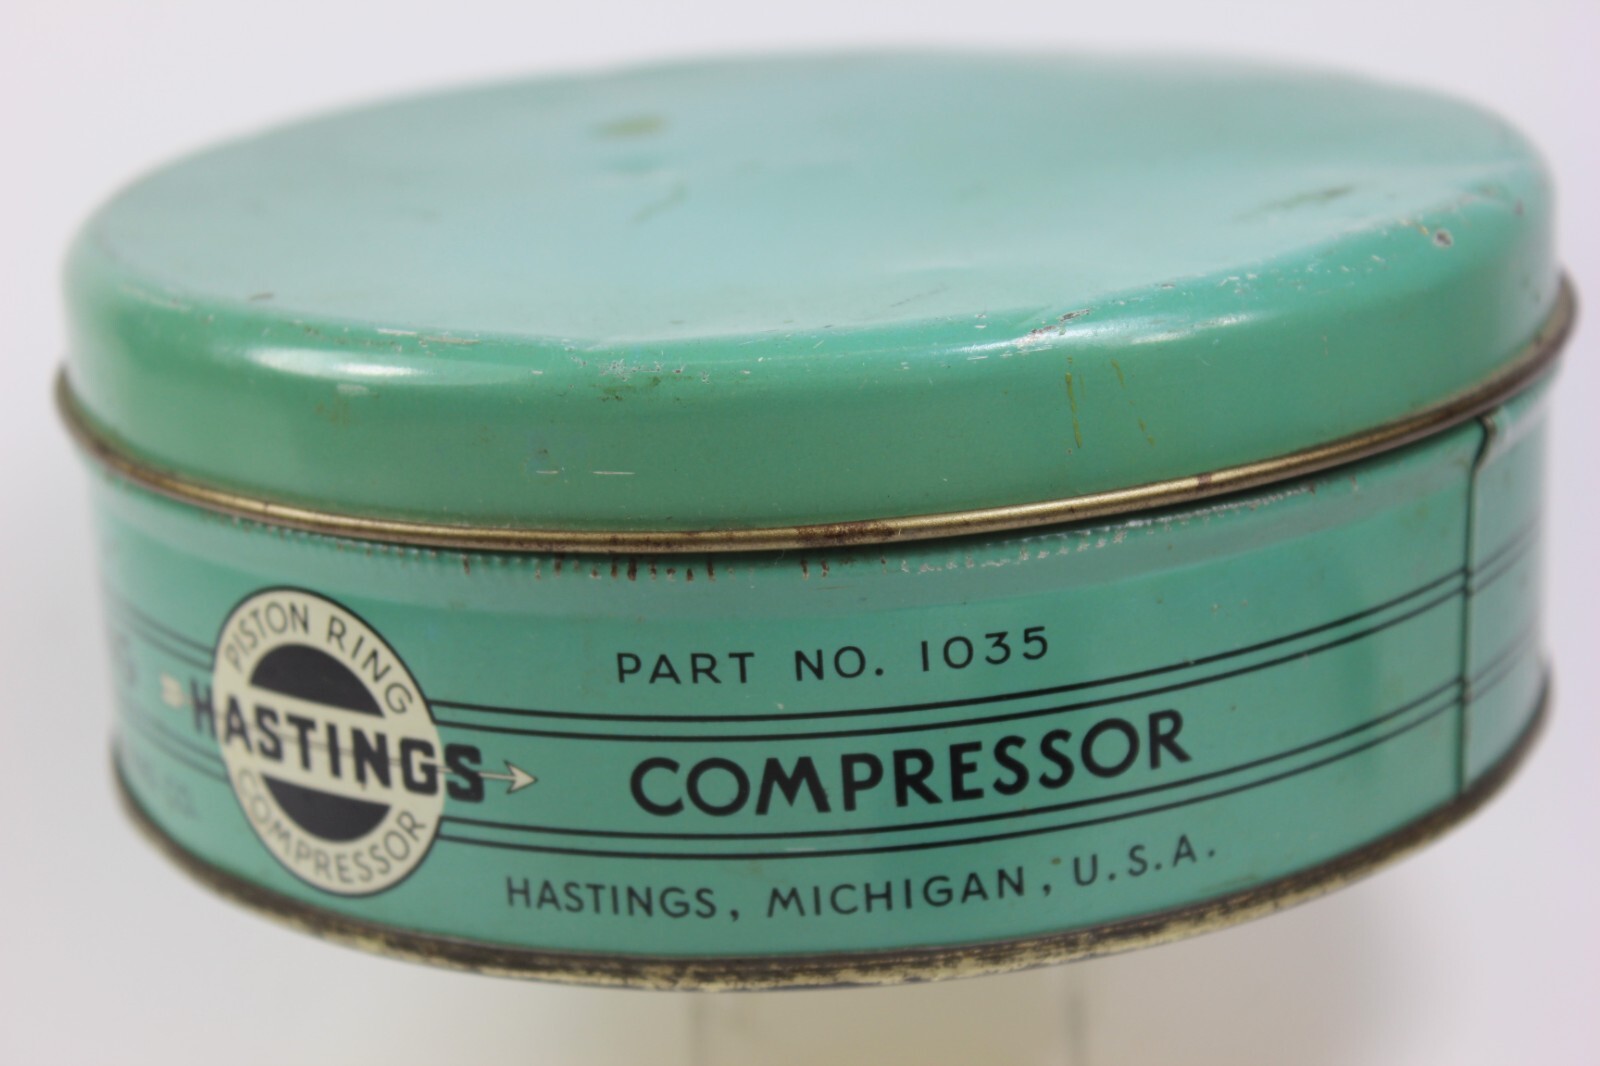 PISTON RING
HASTINGS
COMPRESSOR
PART NO. 1035
COMPRESSOR
HASTINGS, MICHIGAN, U.S.A.